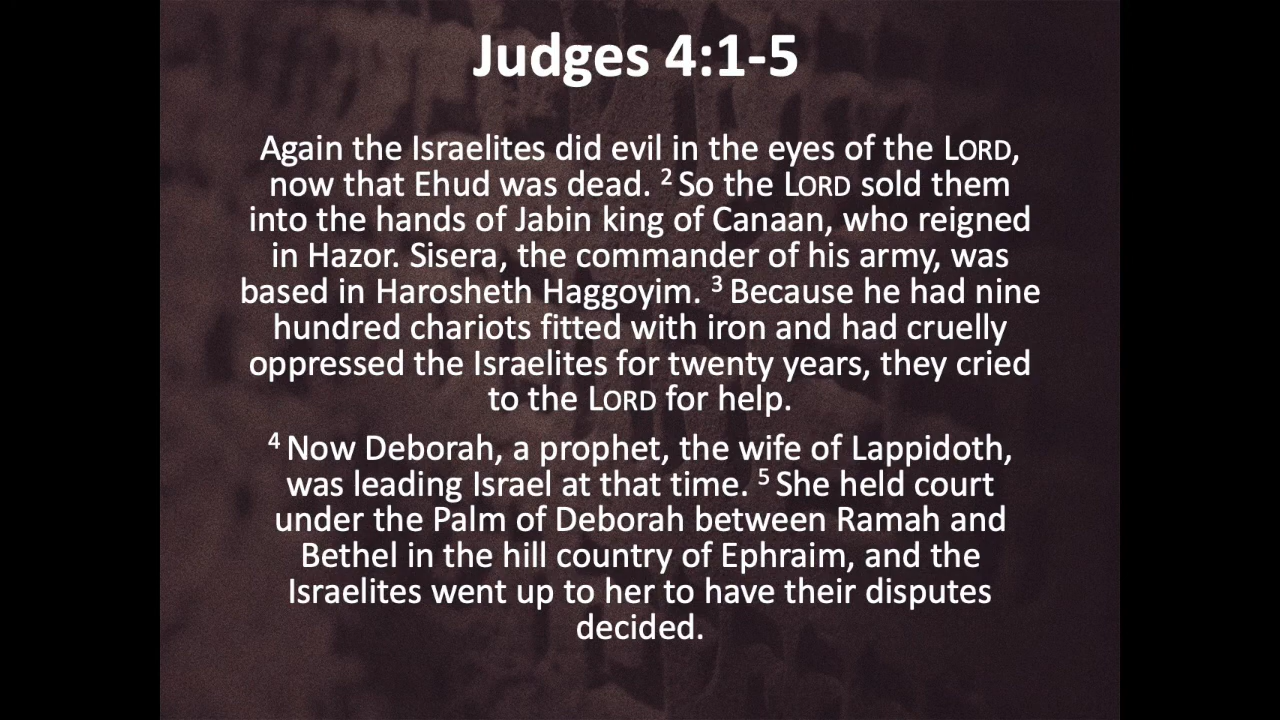 Judges 4:1-5
Again the Israelites did evil in the eyes of the LORD,
now that Ehud was dead. 2 So the LORD sold them
into the hands of Jabin king of Canaan, who reigned
in Hazor. Sisera, the commander of his army, was
based in Harosheth Haggoyim. 3 Because he had nine
hundred chariots fitted with iron and had cruelly
oppressed the Israelites for twenty years, they cried
to the LORD for help.
4 Now Deborah, a prophet, the wife of Lappidoth,
was leading Israel at that time. 5 She held court
under the Palm of Deborah between Ramah and
Bethel in the hill country of Ephraim, and the
Israelites went up to her to have their disputes
decided.